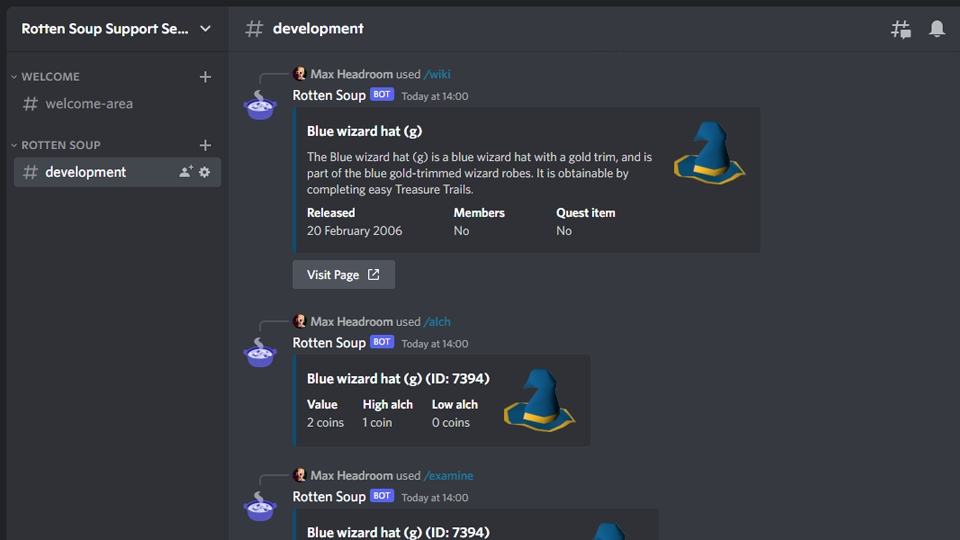 Rotten Soup Support Se...
# development
WELCOME
# welcome-area
ROTTEN SOUP
# development
Max Headroom used /wiki
Rotten Soup BOT Today at 14:00
Blue wizard hat (g)
The Blue wizard hat (g) is a blue wizard hat with a gold trim, and is
part of the blue gold-trimmed wizard robes. It is obtainable by
completing easy Treasure Trails.
Released Members Quest item
20 February 2006 No No
Visit Page
Max Headroom used /alch
Rotten Soup BOT Today at 14:00
Blue wizard hat (g) (ID: 7394)
Value High alch Low alch
2 coins 1 coin 0 coins
Max Headroom used /examine
Rotten Soup BOT Today at 14:00
Blue wizard hat (g) (ID: 7394)